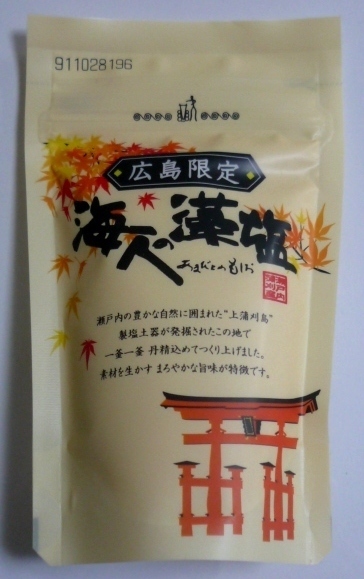 911028196
広島限定
海人の藻塩
あまびとのもしお
瀬戸内の豊かな自然に囲まれた"上蒲刈島"
製塩土器が発掘されたこの地で
一釜一釜 丹精込めてつくり上げました。
素材を生かす まろやかな旨味が特徴です。